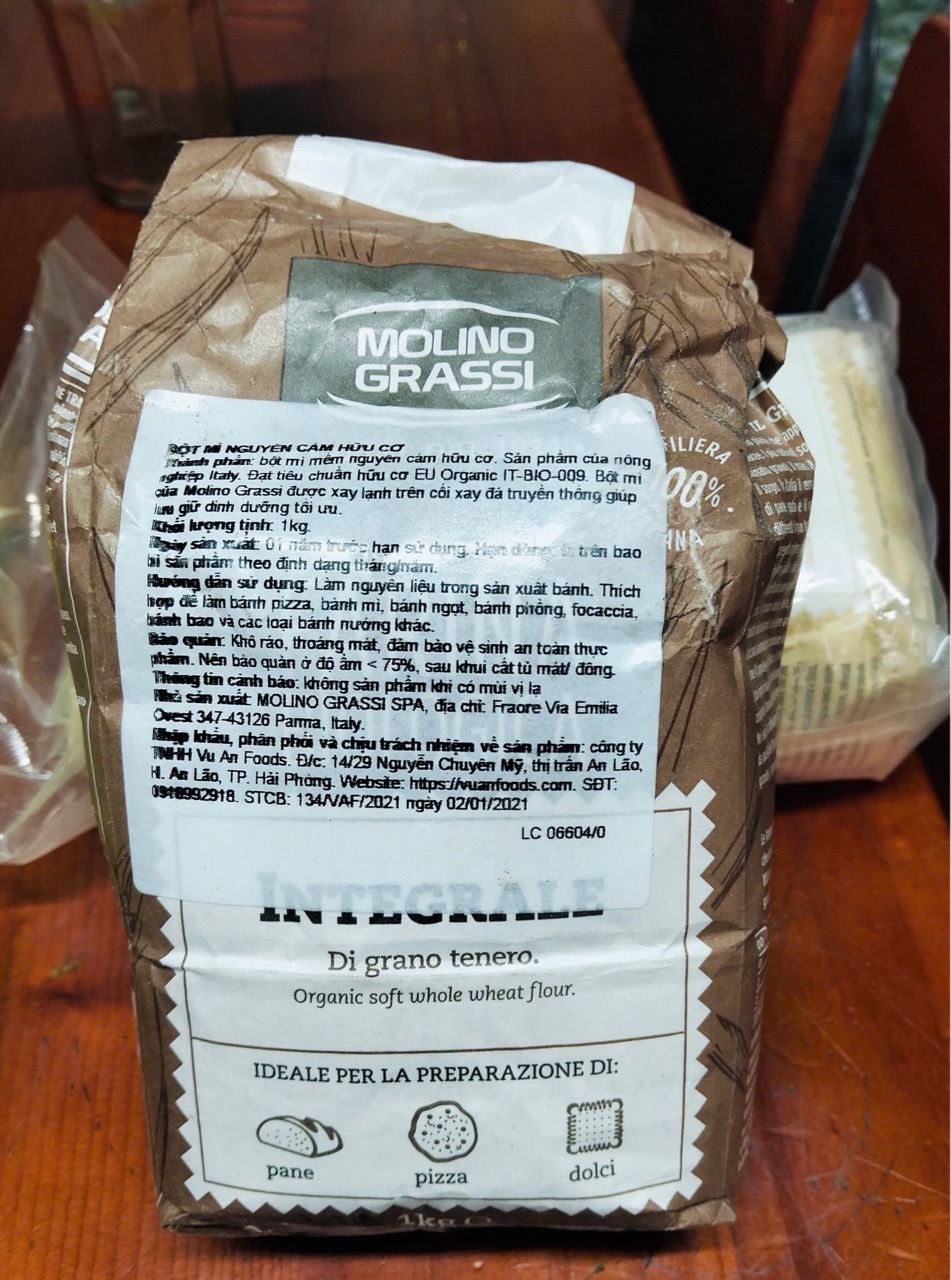 MOLINO
GRASSI
FILIERA
100%
BỘT MÌ NGUYÊN CÁM HỮU CƠ
Thành phần: bột mì mềm nguyên cám hữu cơ. Sản phẩm của nông
nghiệp Italy. Đạt tiêu chuẩn hữu cơ EU Organic IT-BIO-009. Bột mì
của Molino Grassi được xay lạnh trên cối xay đá truyền thống giúp
lưu giữ dinh dưỡng tối ưu.
Khối lượng tịnh: 1kg.
Ngày sản xuất: 01 năm trước hạn sử dụng. Hạn dùng: in trên bao
bì sản phẩm theo định dạng tháng/năm.
Hướng dẫn sử dụng: Làm nguyên liệu trong sản xuất bánh. Thích
hợp để làm bánh pizza, bánh mì, bánh ngọt, bánh phồng, focaccia,
bánh bao và các loại bánh nướng khác.
Bảo quản: Khô ráo, thoáng mát, đảm bảo vệ sinh an toàn thực
phẩm. Nên bảo quản ở độ ẩm < 75%, sau khui cất tủ mát/ đông.
Thông tin cảnh báo: không sản phẩm khi có mùi vị lạ
Nhà sản xuất: MOLINO GRASSI SPA, địa chỉ: Fraore Via Emilia
Ovest 347-43126 Parma, Italy.
Nhập khẩu, phân phối và chịu trách nhiệm về sản phẩm: công ty
TNHH Vu An Foods. Đ/c: 14/29 Nguyễn Chuyên Mỹ, thị trấn An Lão,
H. An Lão, TP. Hải Phòng. Website: https://vuanfoods.com. SĐT:
0918992918. STCB: 134/VAF/2021 ngày 02/01/2021
LC 06604/0
INTEGRALE
Di grano tenero.
Organic soft whole wheat flour.
IDEALE PER LA PREPARAZIONE DI:
pane
pizza
dolci
1kg